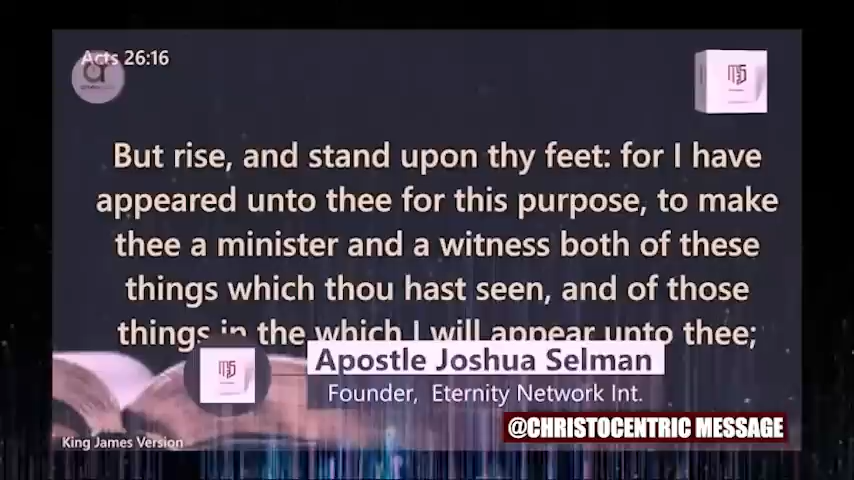 Acts 26:16
But rise, and stand upon thy feet: for I have
appeared unto thee for this purpose, to make
thee a minister and a witness both of these
things which thou hast seen, and of those
things in the which I will appear unto thee;
Apostle Joshua Selman
Founder, Eternity Network Int.
@CHRISTOCENTRIC MESSAGE
King James Version